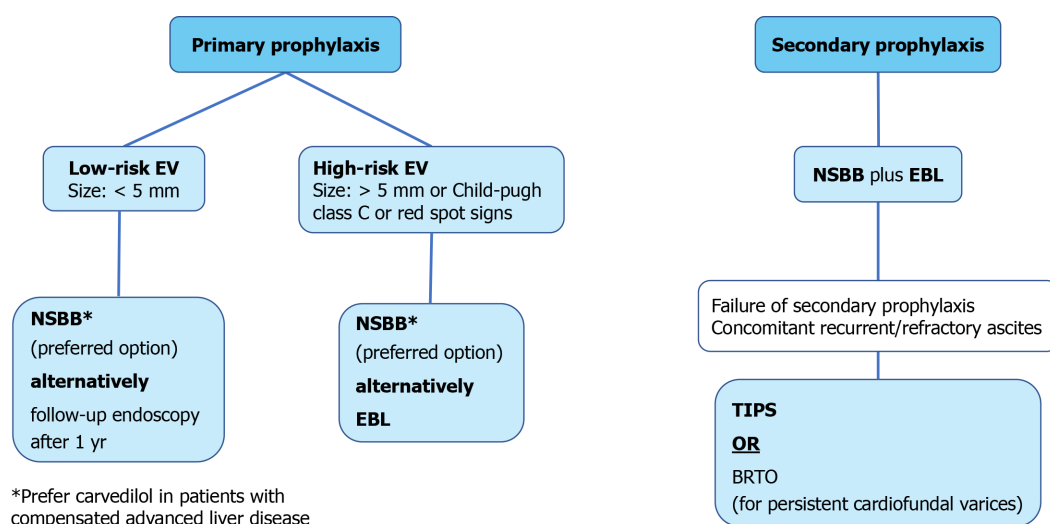 Primary prophylaxis
Low-risk EV
Size: < 5 mm
High-risk EV
Size: > 5 mm or Child-pugh
class C or red spot signs
NSBB*
(preferred option)
alternatively
follow-up endoscopy
after 1 yr
NSBB*
(preferred option)
alternatively
EBL
*Prefer carvedilol in patients with
compensated advanced liver disease
Secondary prophylaxis
NSBB plus EBL
Failure of secondary prophylaxis
Concomitant recurrent/refractory ascites
TIPS
OR
BRTO
(for persistent cardiofundal varices)